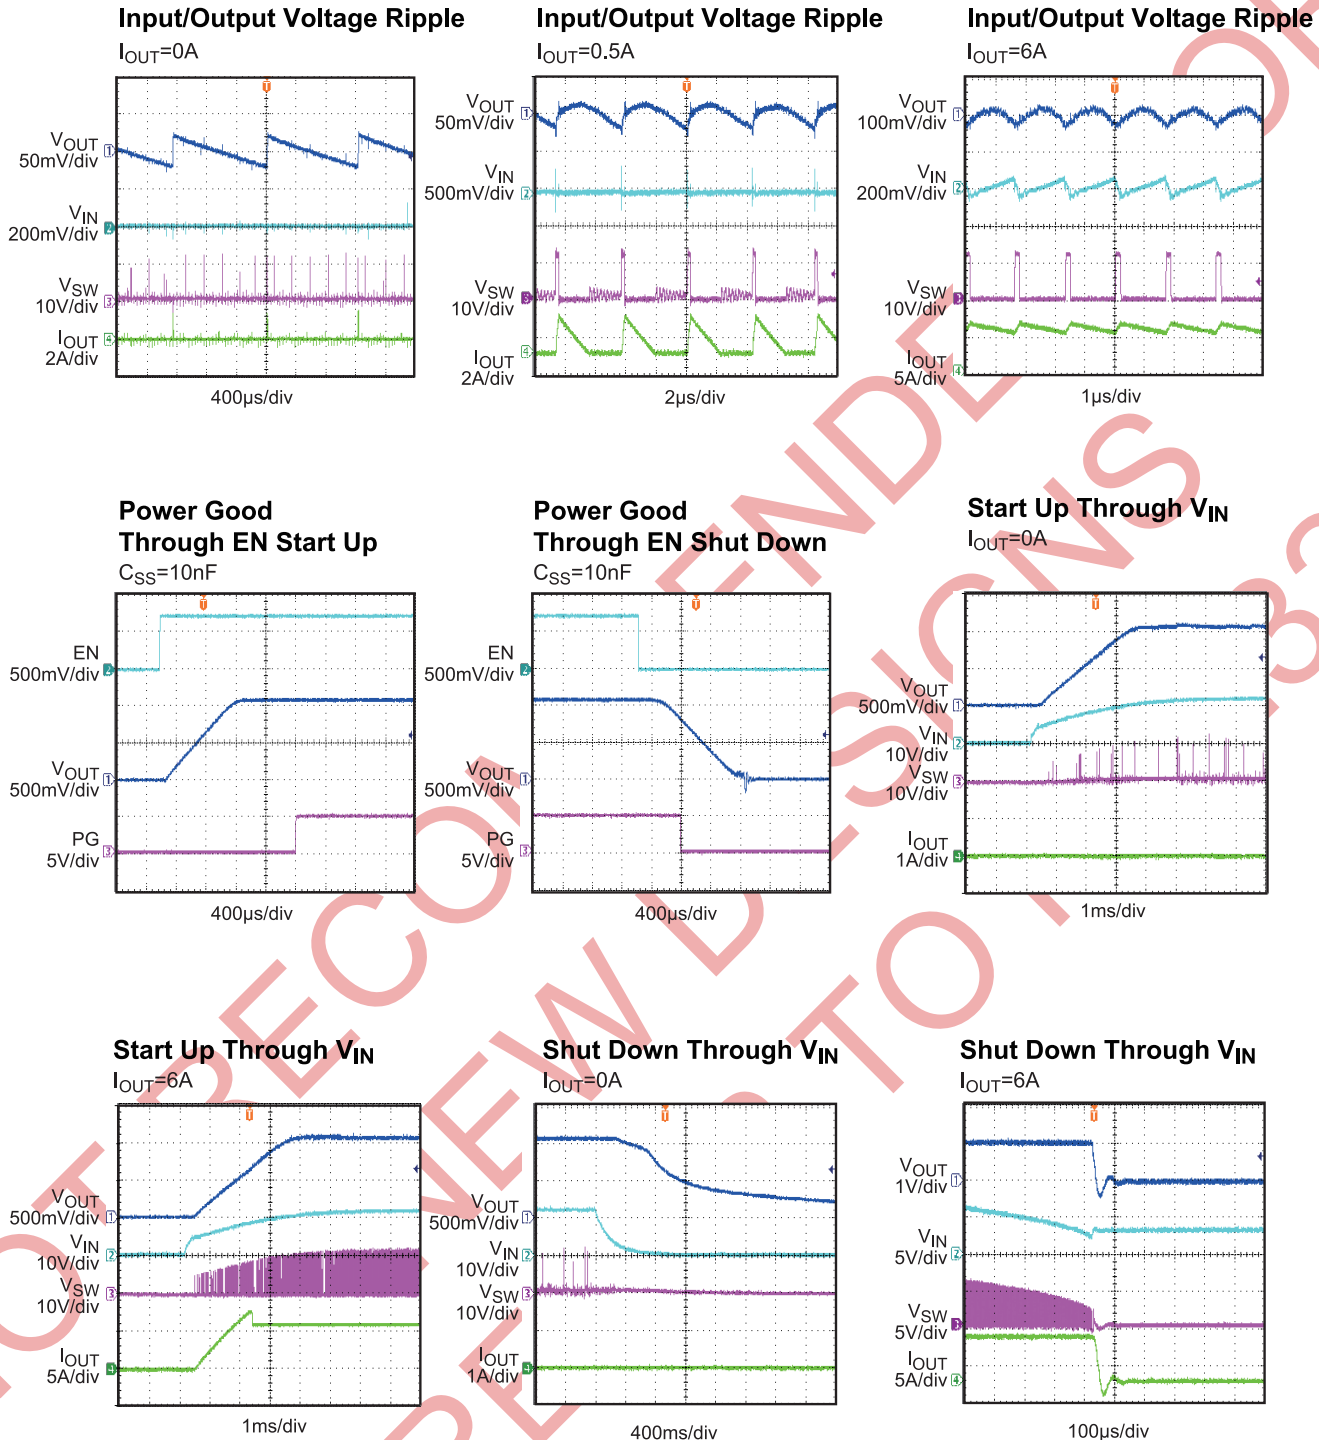 Input/Output Voltage Ripple
IOUT=0A
VOUT
50mV/div
VIN
200mV/div
VSW
10V/div
IOUT
2A/div
400µs/div
Input/Output Voltage Ripple
IOUT=0.5A
VOUT
50mV/div
VIN
500mV/div
VSW
10V/div
IOUT
2A/div
2µs/div
Input/Output Voltage Ripple
IOUT=6A
VOUT
100mV/div
VIN
200mV/div
VSW
10V/div
IOUT
5A/div
1µs/div
Power Good
Through EN Start Up
CSS=10nF
EN
500mV/div
VOUT
500mV/div
PG
5V/div
400µs/div
Power Good
Through EN Shut Down
CSS=10nF
EN
500mV/div
VOUT
500mV/div
PG
5V/div
400µs/div
Start Up Through VIN
IOUT=0A
VOUT
500mV/div
VIN
10V/div
VSW
10V/div
IOUT
1A/div
1ms/div
Start Up Through VIN
IOUT=6A
VOUT
500mV/div
VIN
10V/div
VSW
10V/div
IOUT
5A/div
1ms/div
Shut Down Through VIN
IOUT=0A
VOUT
500mV/div
VIN
10V/div
VSW
10V/div
IOUT
1A/div
400ms/div
Shut Down Through VIN
IOUT=6A
VOUT
1V/div
VIN
5V/div
VSW
5V/div
IOUT
5A/div
100µs/div